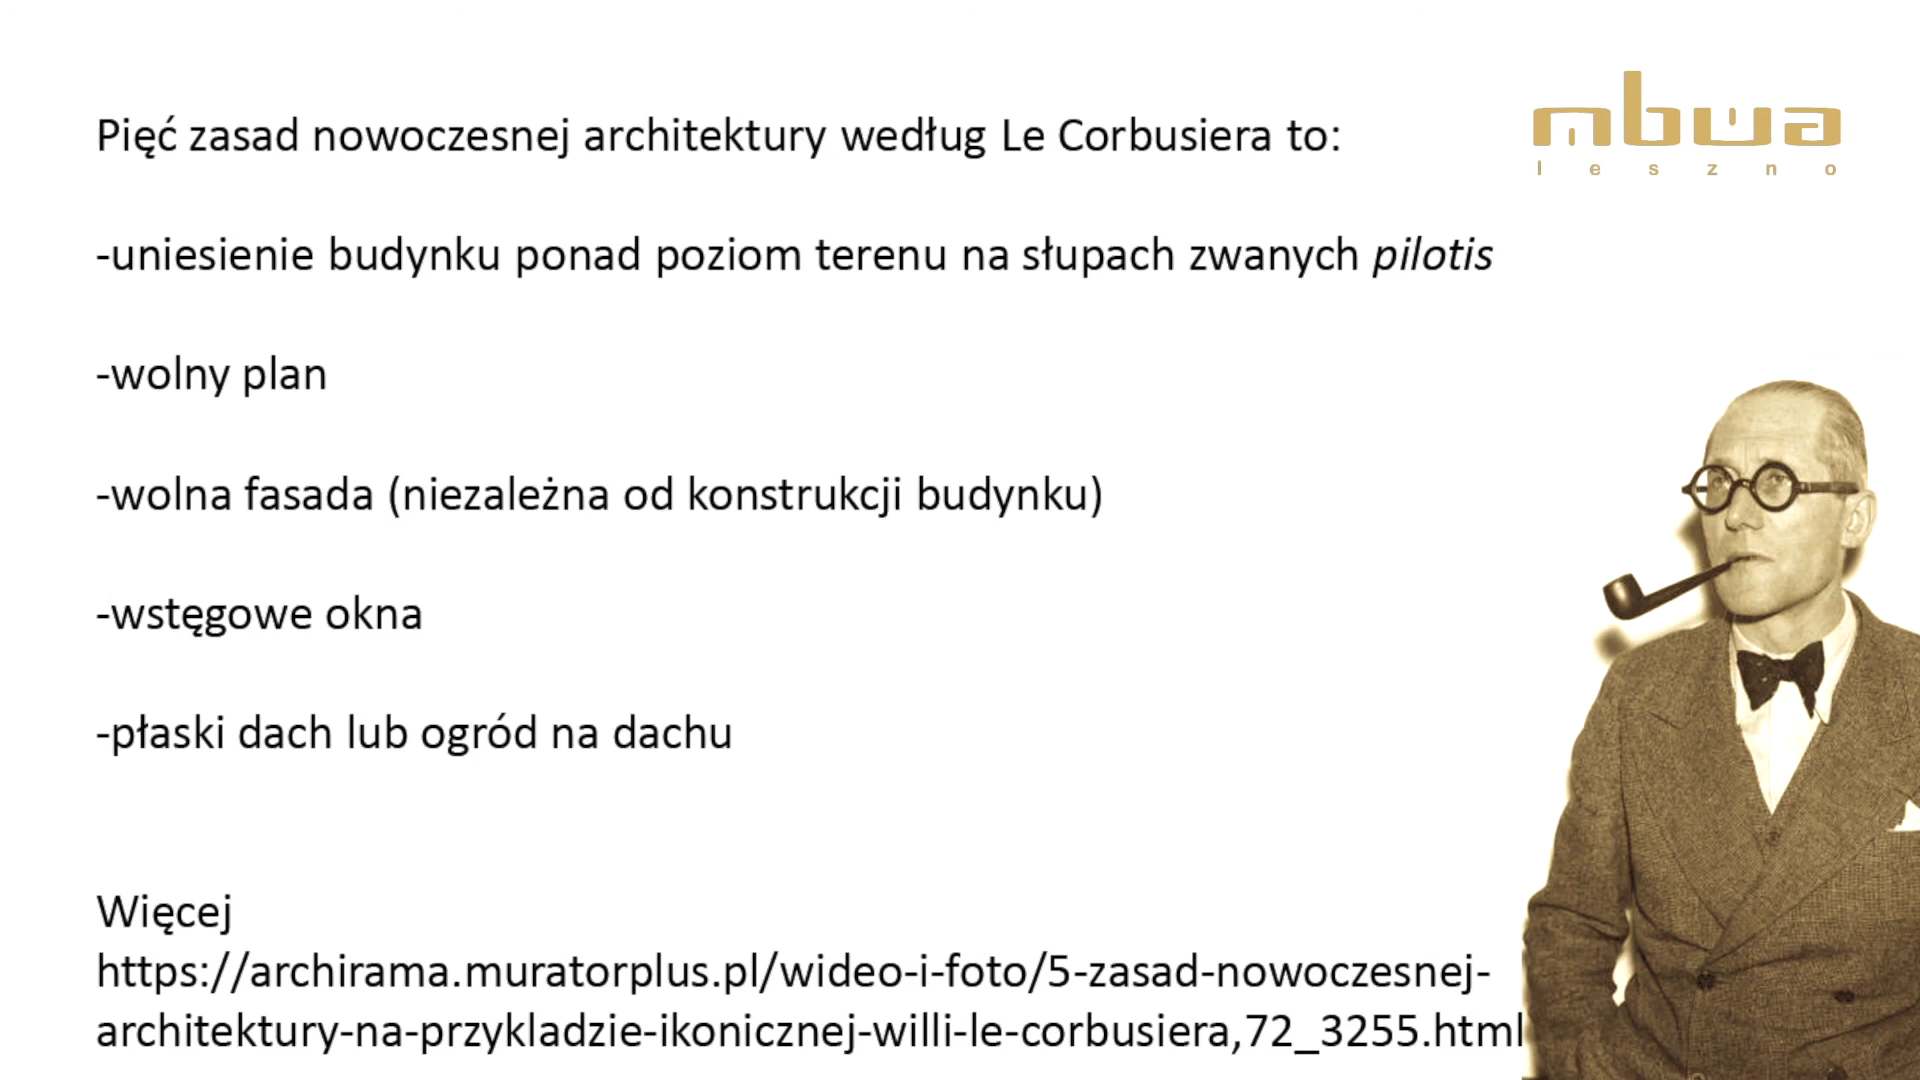 Pięć zasad nowoczesnej architektury według Le Corbusiera to:
-uniesienie budynku ponad poziom terenu na słupach zwanych pilotis
-wolny plan
-wolna fasada (niezależna od konstrukcji budynku)
-wstęgowe okna
-płaski dach lub ogród na dachu
Więcej
https://archirama.muratorplus.pl/wideo-i-foto/5-zasad-nowoczesnej-
architektury-na-przykladzie-ikonicznej-willi-le-corbusiera,72_3255.html
mbwa
leszno